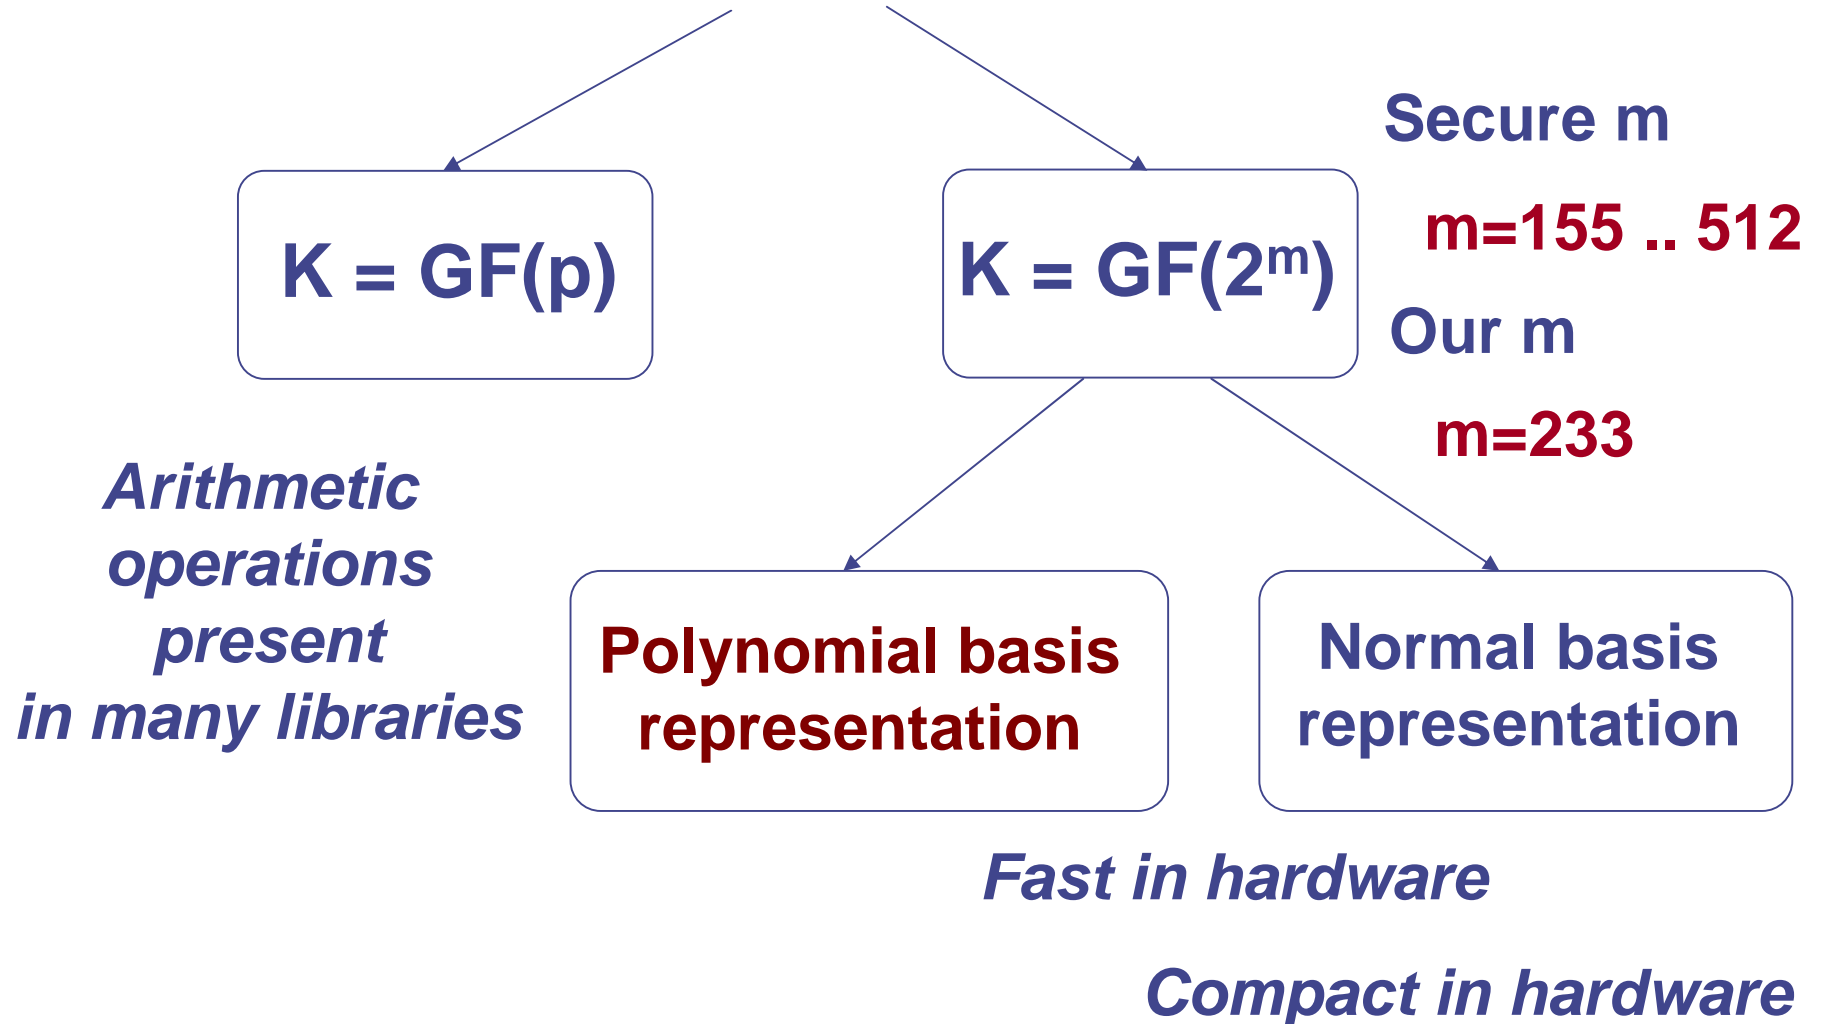 Secure m
m=155 .. 512
K = GF(p)
K = GF(2ᵐ)
Our m
m=233
Arithmetic
operations
present
in many libraries
Polynomial basis
representation
Normal basis
representation
Fast in hardware
Compact in hardware